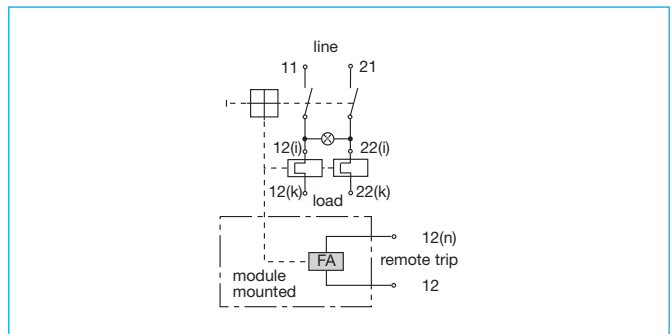 line
11 21
12(i) 22(i)
12(k) load 22(k)
12(n)
FA remote trip
module
mounted
12